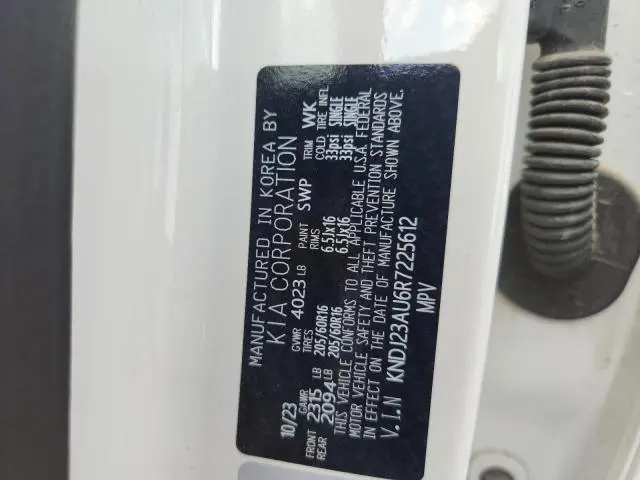 MANUFACTURED IN KOREA BY
KIA CORPORATION
10/23 GVWR 4023 LB PAINT SWP TRIM WK
GAWR TIRES RIMS COLD TIRE INFL
FRONT 2315 LB 205/60R16 6.5Jx16 33psi SINGLE
REAR 2094 LB 205/60R16 6.5Jx16 33psi SINGLE
THIS VEHICLE CONFORMS TO ALL APPLICABLE U.S.A. FEDERAL
MOTOR VEHICLE SAFETY AND THEFT PREVENTION STANDARDS
IN EFFECT ON THE DATE OF MANUFACTURE SHOWN ABOVE.
V.I.N KNDJ23AU6R7225612
MPV